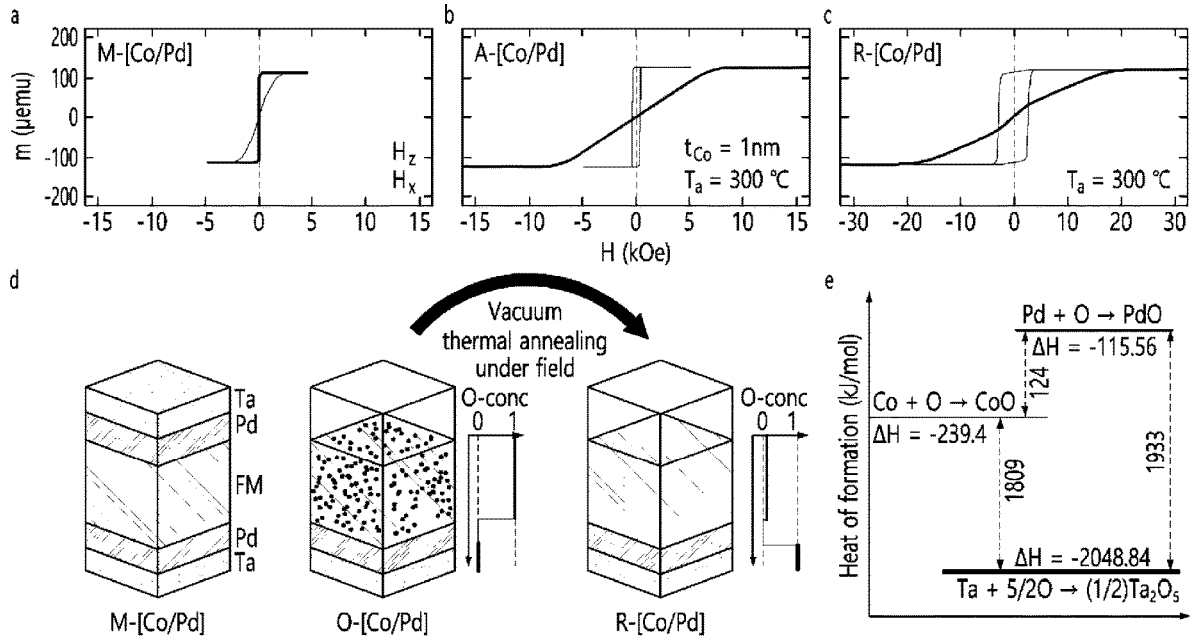 a
b
c
M-[Co/Pd]
A-[Co/Pd]
R-[Co/Pd]
200
100
0
-100
-200
m (μemu)
H_z
H_x
t_Co = 1nm
T_a = 300 ℃
T_a = 300 ℃
-15 -10 -5 0 5 10 15
-15 -10 -5 0 5 10 15
-30 -20 -10 0 10 20 30
H (kOe)
d
Vacuum
thermal annealing
under field
O-conc
0 1
O-conc
0 1
Ta
Pd
FM
Pd
Ta
M-[Co/Pd]
O-[Co/Pd]
R-[Co/Pd]
e
Heat of formation (kJ/mol)
Pd + O → PdO
ΔH = -115.56
124
Co + O → CoO
ΔH = -239.4
1809
1933
ΔH = -2048.84
Ta + 5/2O → (1/2)Ta₂O₅